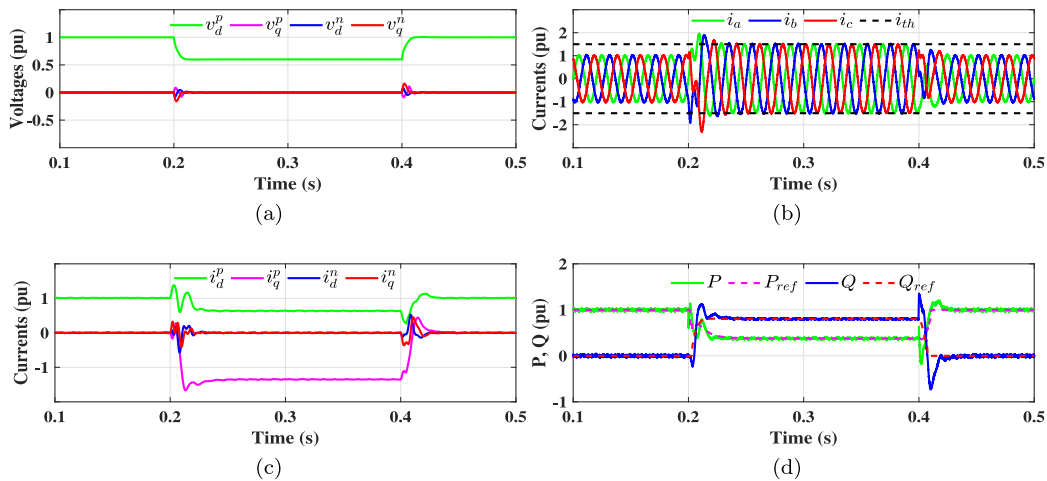 Voltages (pu)
v_d^p v_q^p v_d^n v_q^n
1
0.5
0
-0.5
0.1 0.2 0.3 0.4 0.5
Time (s)
(a)
Currents (pu)
i_a i_b i_c i_th
2
1
0
-1
-2
0.1 0.2 0.3 0.4 0.5
Time (s)
(b)
Currents (pu)
i_d^p i_q^p i_d^n i_q^n
1
0
-1
0.1 0.2 0.3 0.4 0.5
Time (s)
(c)
P, Q (pu)
P P_ref Q Q_ref
2
1
0
-1
0.1 0.2 0.3 0.4 0.5
Time (s)
(d)